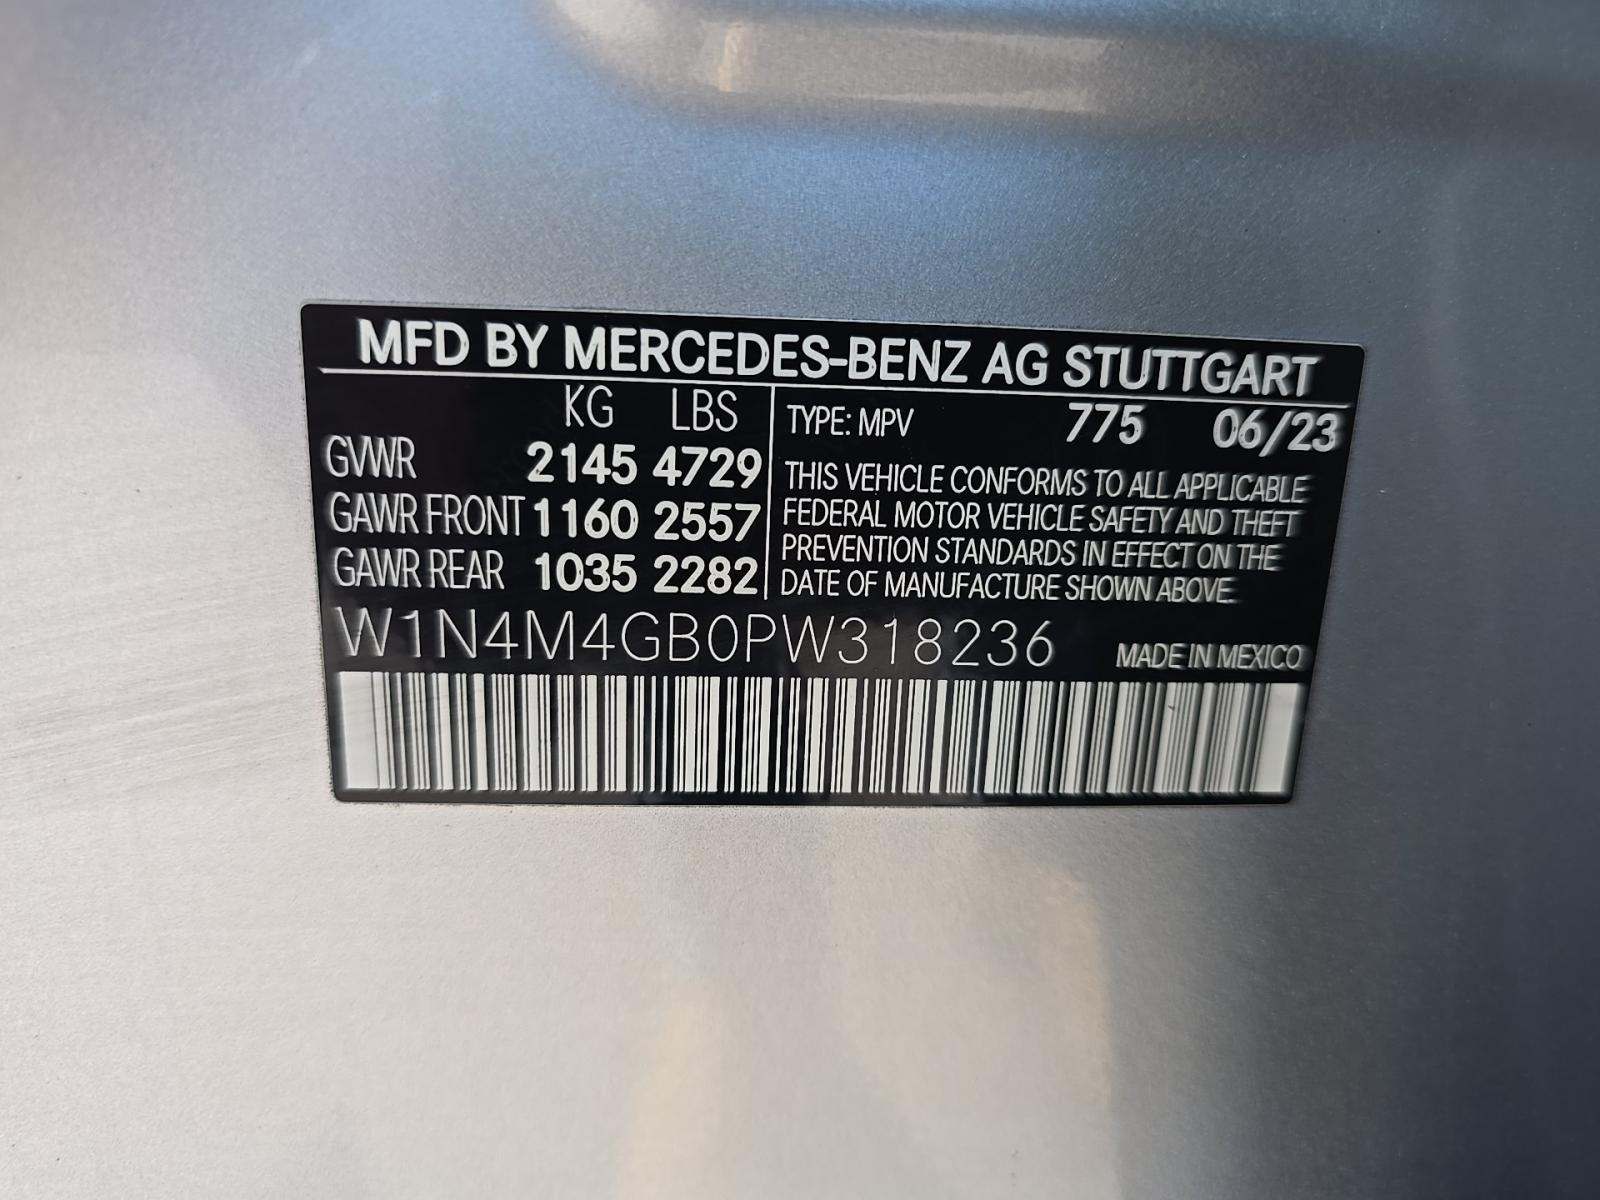 MFD BY MERCEDES-BENZ AG STUTTGART
KG LBS
GVWR 2145 4729
GAWR FRONT 1160 2557
GAWR REAR 1035 2282
TYPE: MPV 775 06/23
THIS VEHICLE CONFORMS TO ALL APPLICABLE
FEDERAL MOTOR VEHICLE SAFETY AND THEFT
PREVENTION STANDARDS IN EFFECT ON THE
DATE OF MANUFACTURE SHOWN ABOVE.
W1N4M4GB0PW318236
MADE IN MEXICO